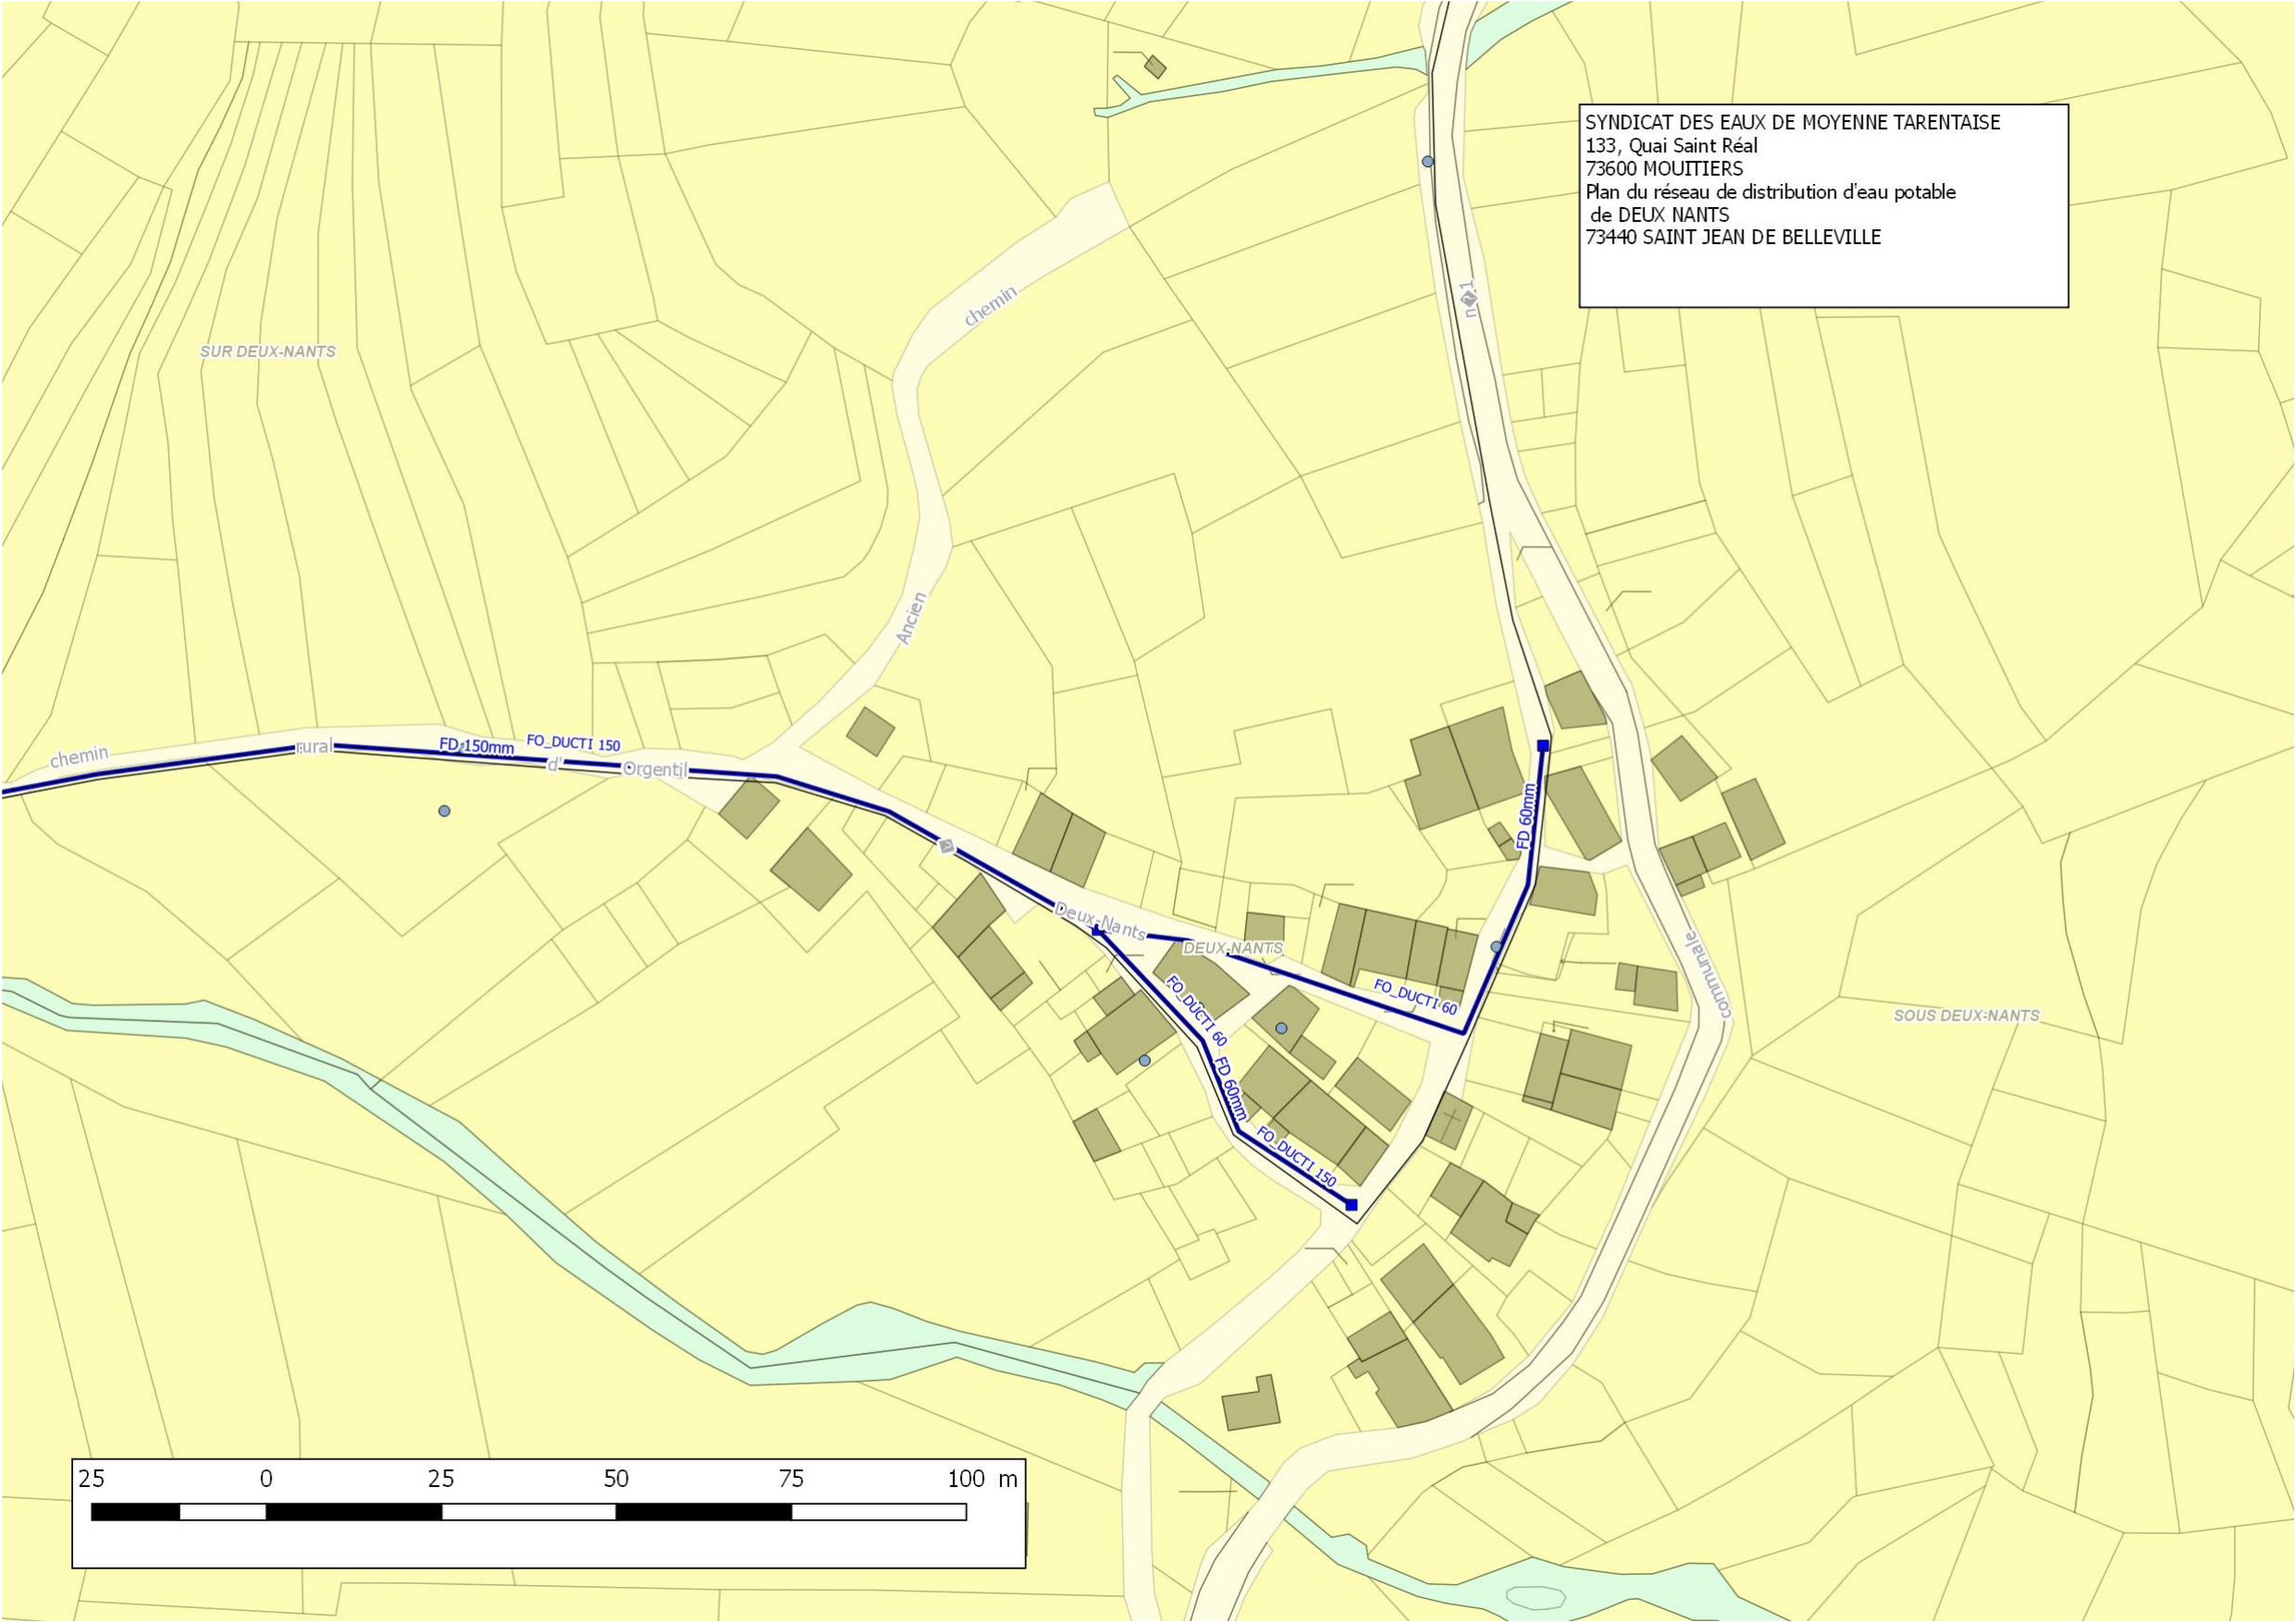 SYNDICAT DES EAUX DE MOYENNE TARENTAISE
133, Quai Saint Réal
73600 MOUITIERS
Plan du réseau de distribution d'eau potable
de DEUX NANTS
73440 SAINT JEAN DE BELLEVILLE
chemin
n°1
SUR DEUX-NANTS
Ancien
chemin
rural
FD 150mm
FO_DUCTI 150
d'
Orgentil
FD 60mm
Deux-Nants
DEUX-NANTS
FO_DUCTI 60
FO_DUCTI 60
communale
SOUS DEUX-NANTS
FD 60mm
FO_DUCTI 150
25 0 25 50 75 100 m